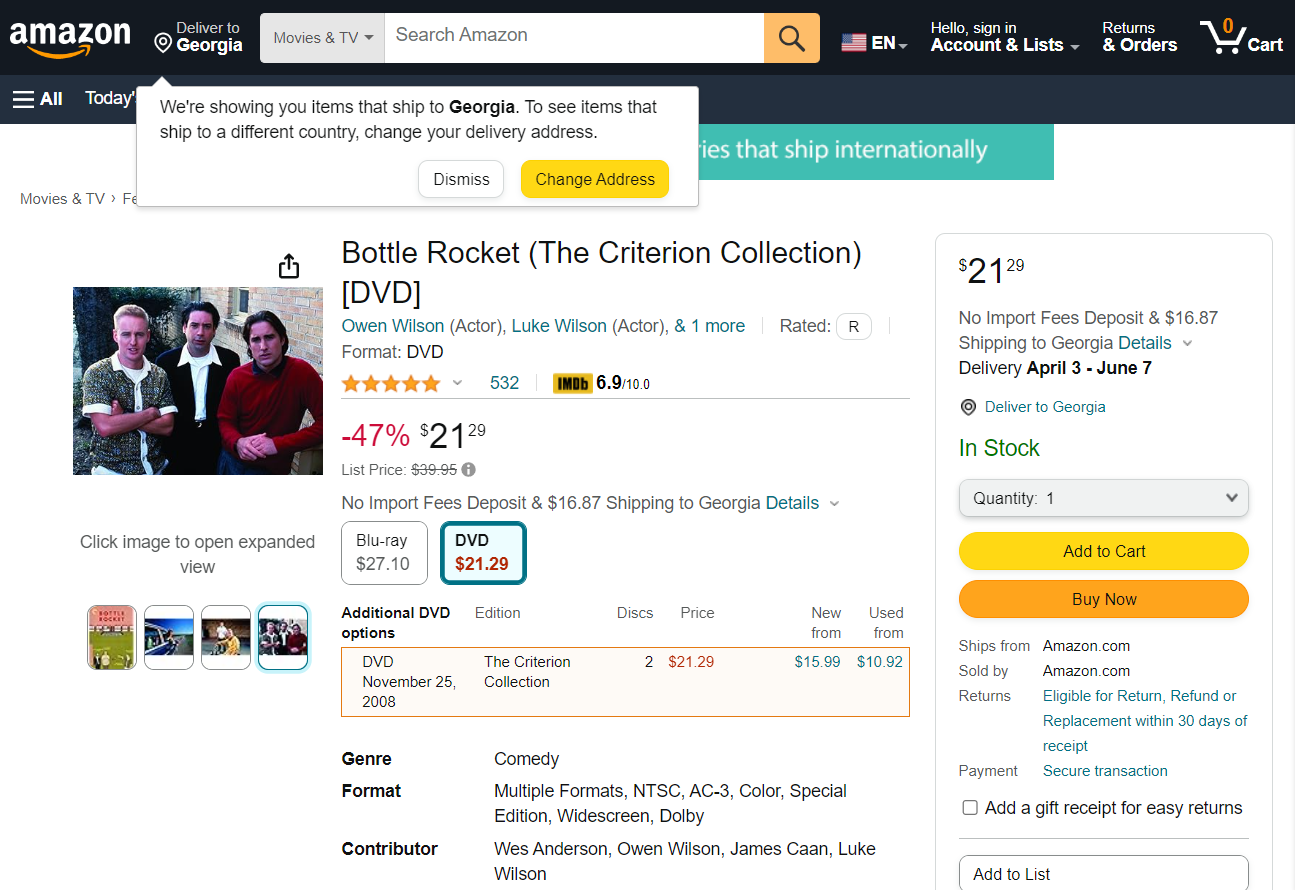 amazon
Deliver to
Georgia
Movies & TV
Search Amazon
EN
Hello, sign in
Account & Lists
Returns
& Orders
0
Cart
All
Today's
We're showing you items that ship to Georgia. To see items that
ship to a different country, change your delivery address.
Dismiss
Change Address
that ship internationally
Movies & TV ›
Bottle Rocket (The Criterion Collection)
[DVD]
Owen Wilson (Actor), Luke Wilson (Actor), & 1 more
Rated: R
Format: DVD
532
IMDb 6.9/10.0
-47% $21 29
List Price: $39.95
No Import Fees Deposit & $16.87 Shipping to Georgia Details
Blu-ray
$27.10
DVD
$21.29
Click image to open expanded
view
BOTTLE
ROCKET
Additional DVD
options
Edition
Discs
Price
New
from
Used
from
DVD
November 25,
2008
The Criterion
Collection
2
$21.29
$15.99
$10.92
Genre
Comedy
Format
Multiple Formats, NTSC, AC-3, Color, Special
Edition, Widescreen, Dolby
Contributor
Wes Anderson, Owen Wilson, James Caan, Luke
Wilson
$21 29
No Import Fees Deposit & $16.87
Shipping to Georgia Details
Delivery April 3 - June 7
Deliver to Georgia
In Stock
Quantity: 1
Add to Cart
Buy Now
Ships from Amazon.com
Sold by Amazon.com
Returns Eligible for Return, Refund or
Replacement within 30 days of
receipt
Payment Secure transaction
Add a gift receipt for easy returns
Add to List